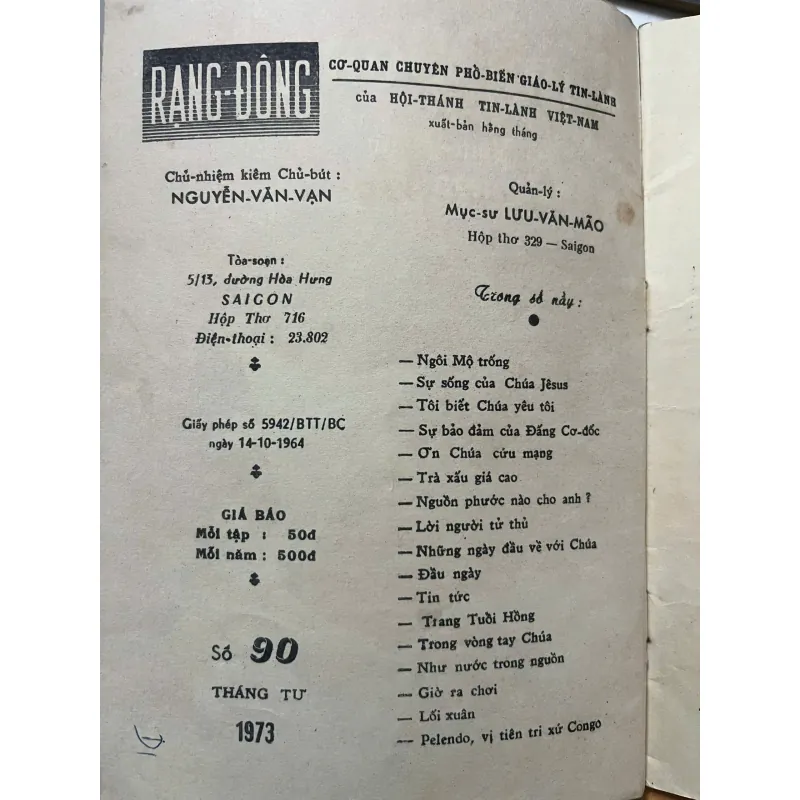 RẠNG-ĐÔNG
CƠ-QUAN CHUYÊN PHỔ-BIẾN GIÁO-LÝ TIN-LÀNH
của HỘI-THÁNH TIN-LÀNH VIỆT-NAM
xuất-bản hằng tháng
Chủ-nhiệm kiêm Chủ-bút :
NGUYỄN-VĂN-VẠN
Tòa-soạn :
5/13, đường Hòa Hưng
SAIGON
Hộp Thơ 716
Điện-thoại : 23.802
Giấy phép số 5942/BTT/BC
ngày 14-10-1964
GIÁ BÁO
Mỗi tập : 50đ
Mỗi năm : 500đ
Số 90
THÁNG TƯ
1973
Quản-lý :
Mục-sư LƯU-VĂN-MÃO
Hộp thơ 329 — Saigon
Trong số nầy :
— Ngôi Mộ trống
— Sự sống của Chúa Jêsus
— Tôi biết Chúa yêu tôi
— Sự bảo đảm của Đấng Cơ-đốc
— Ơn Chúa cứu mạng
— Trà xấu giá cao
— Nguồn phước nào cho anh ?
— Lời người tử thủ
— Những ngày đầu về với Chúa
— Đầu ngày
— Tin tức
— Trang Tuổi Hồng
— Trong vòng tay Chúa
— Như nước trong nguồn
— Giờ ra chơi
— Lối xuân
— Pelendo, vị tiên tri xứ Congo